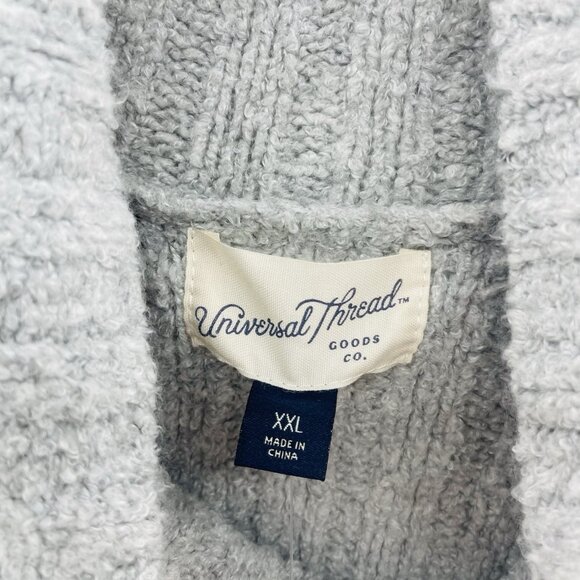 Universal Thread™
GOODS
CO.
XXL
MADE IN
CHINA